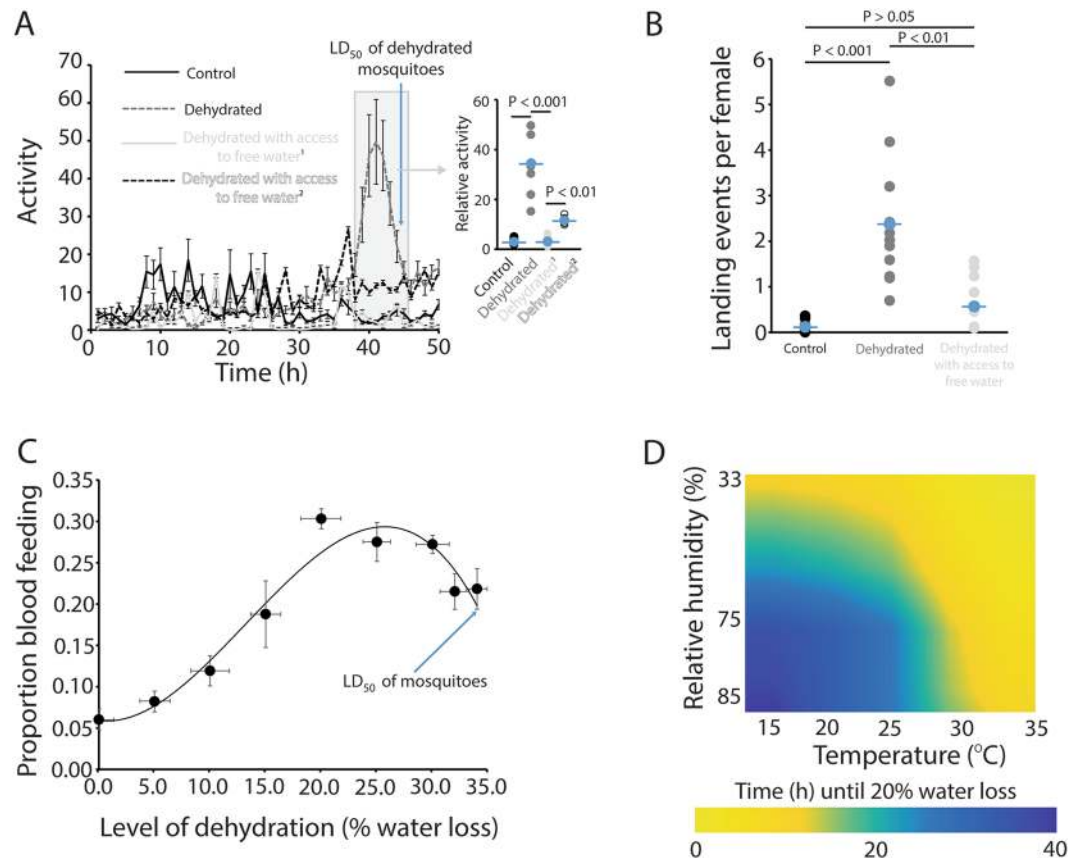 A
LD50 of dehydrated
mosquitoes
Activity
70
60
50
40
30
20
10
0
Control
Dehydrated
Dehydrated with access
to free water1
Dehydrated with access
to free water2
0 10 20 30 40 50
Time (h)
Relative activity
60
40
20
0
P < 0.001
P < 0.01
Control
Dehydrated
Dehydrated1
Dehydrated2
B
P > 0.05
P < 0.01
P < 0.001
Landing events per female
6
5
4
3
2
1
0
Control
Dehydrated
Dehydrated
with access to
free water
C
Proportion blood feeding
0.35
0.30
0.25
0.20
0.15
0.10
0.05
0.00
LD50 of mosquitoes
0.0 5.0 10.0 15.0 20.0 25.0 30.0 35.0
Level of dehydration (% water loss)
D
Relative humidity (%)
33
75
85
15 20 25 30 35
Temperature (°C)
Time (h) until 20% water loss
0 20 40